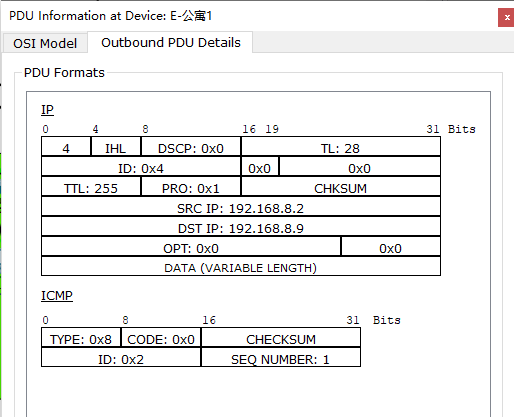 PDU Information at Device: E-公寓1
x
OSI Model Outbound PDU Details
PDU Formats
IP
0 4 8 16 19 31 Bits
4 IHL DSCP: 0x0 TL: 28
ID: 0x4 0x0 0x0
TTL: 255 PRO: 0x1 CHKSUM
SRC IP: 192.168.8.2
DST IP: 192.168.8.9
OPT: 0x0 0x0
DATA (VARIABLE LENGTH)
ICMP
0 8 16 31 Bits
TYPE: 0x8 CODE: 0x0 CHECKSUM
ID: 0x2 SEQ NUMBER: 1